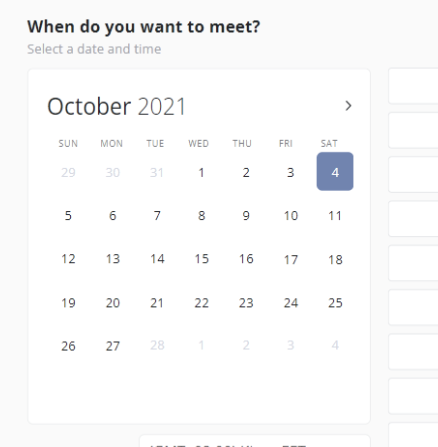 When do you want to meet?
Select a date and time
October 2021
SUN MON TUE WED THU FRI SAT
29 30 31 1 2 3 4
5 6 7 8 9 10 11
12 13 14 15 16 17 18
19 20 21 22 23 24 25
26 27 28 1 2 3 4